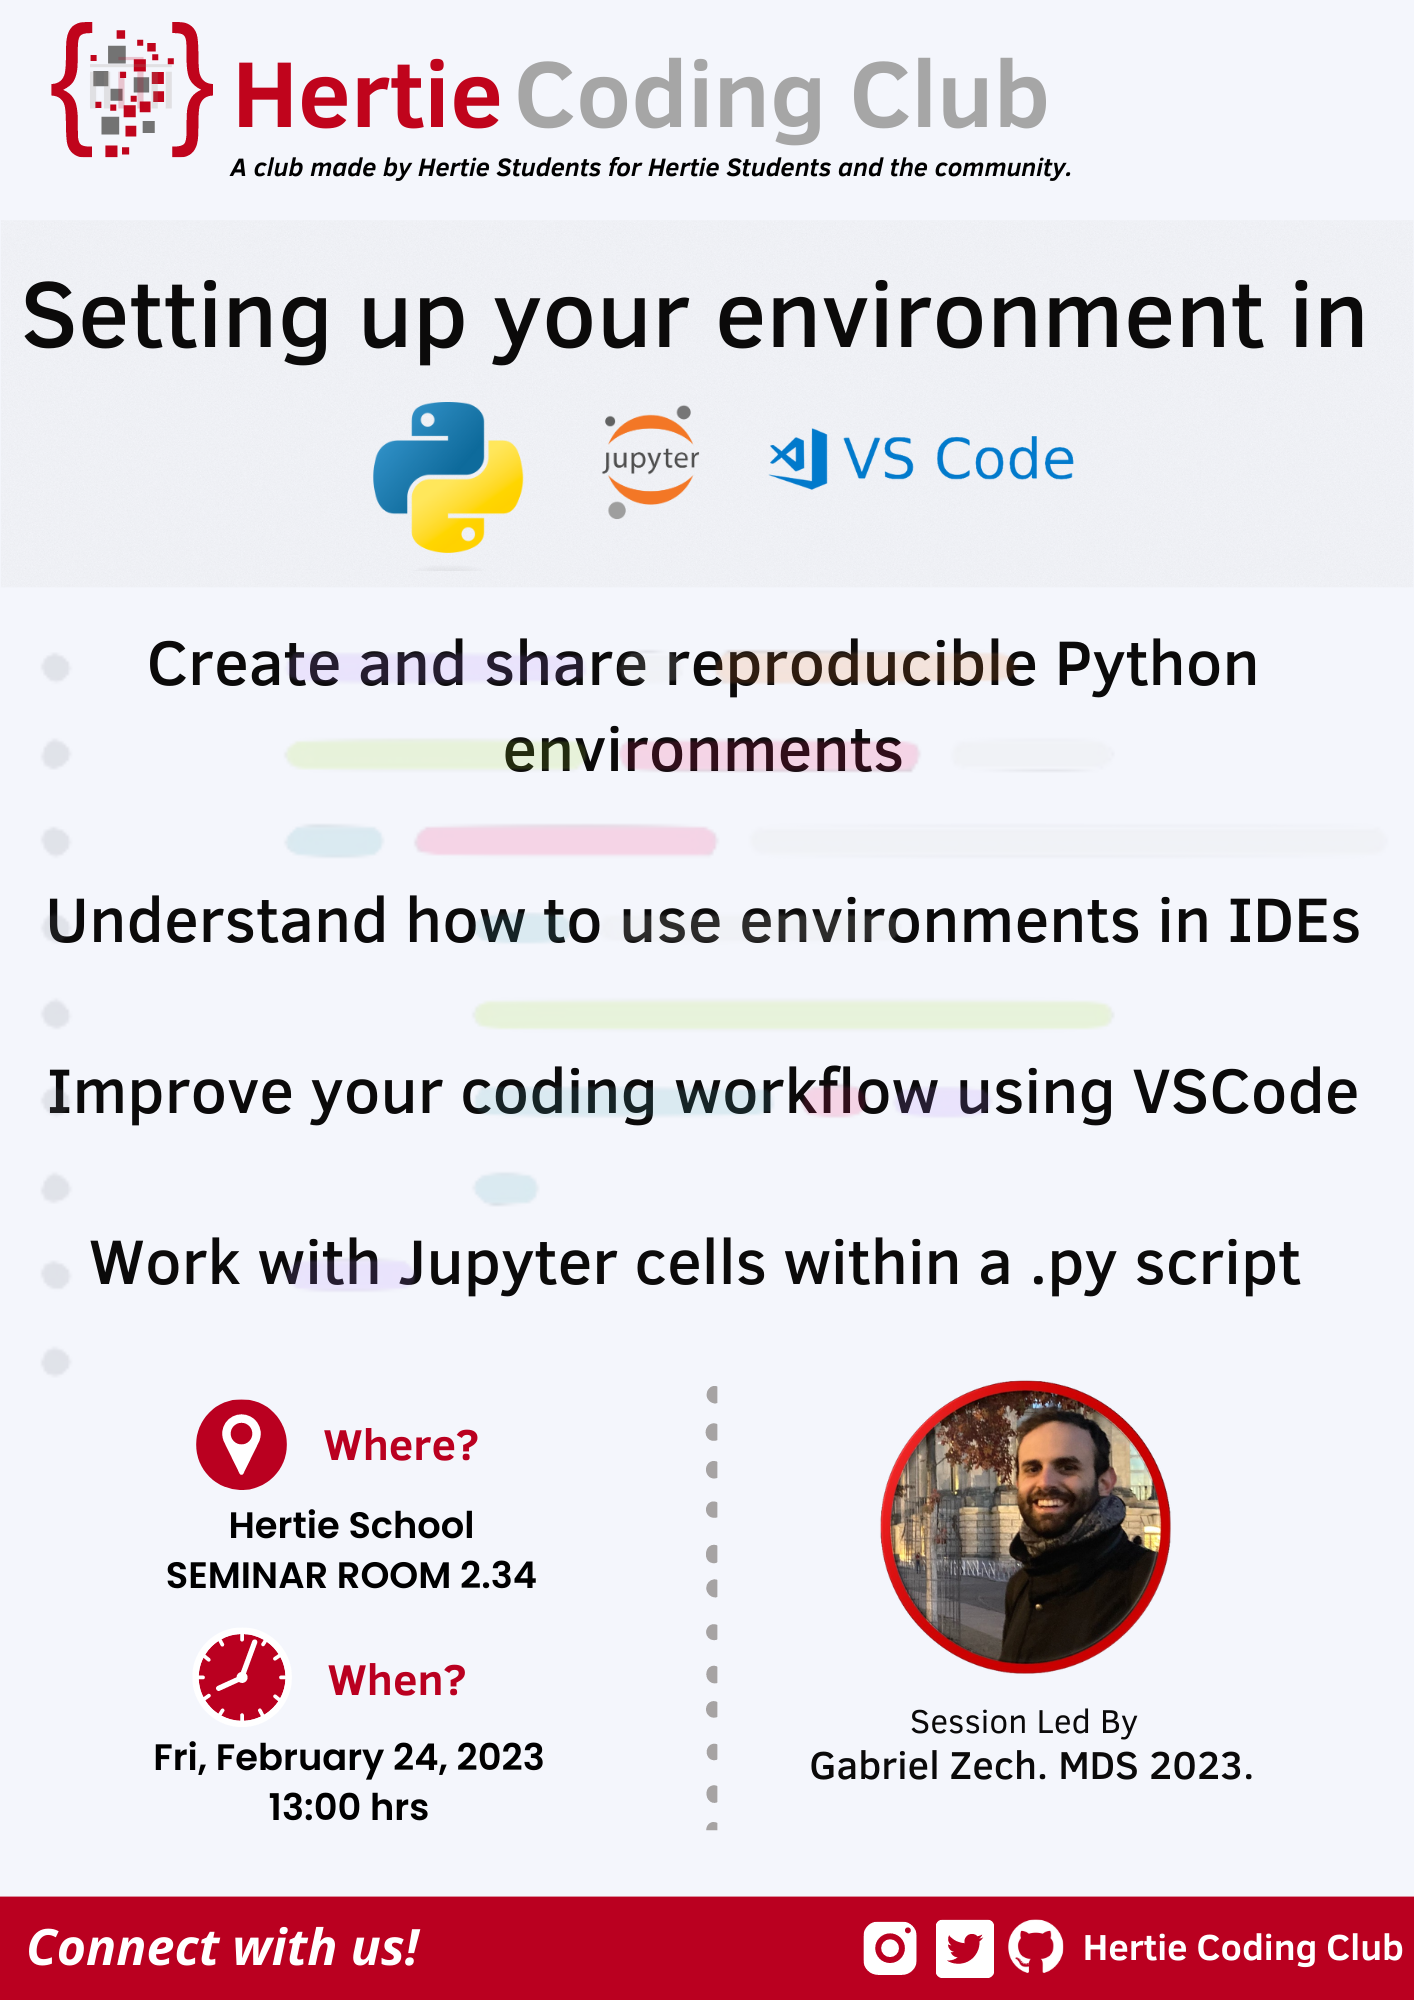 Hertie Coding Club
A club made by Hertie Students for Hertie Students and the community.
Setting up your environment in
jupyter
VS Code
Create and share reproducible Python
environments
Understand how to use environments in IDEs
Improve your coding workflow using VSCode
Work with Jupyter cells within a .py script
Where?
Hertie School
SEMINAR ROOM 2.34
When?
Fri, February 24, 2023
13:00 hrs
Session Led By
Gabriel Zech. MDS 2023.
Connect with us!
Hertie Coding Club